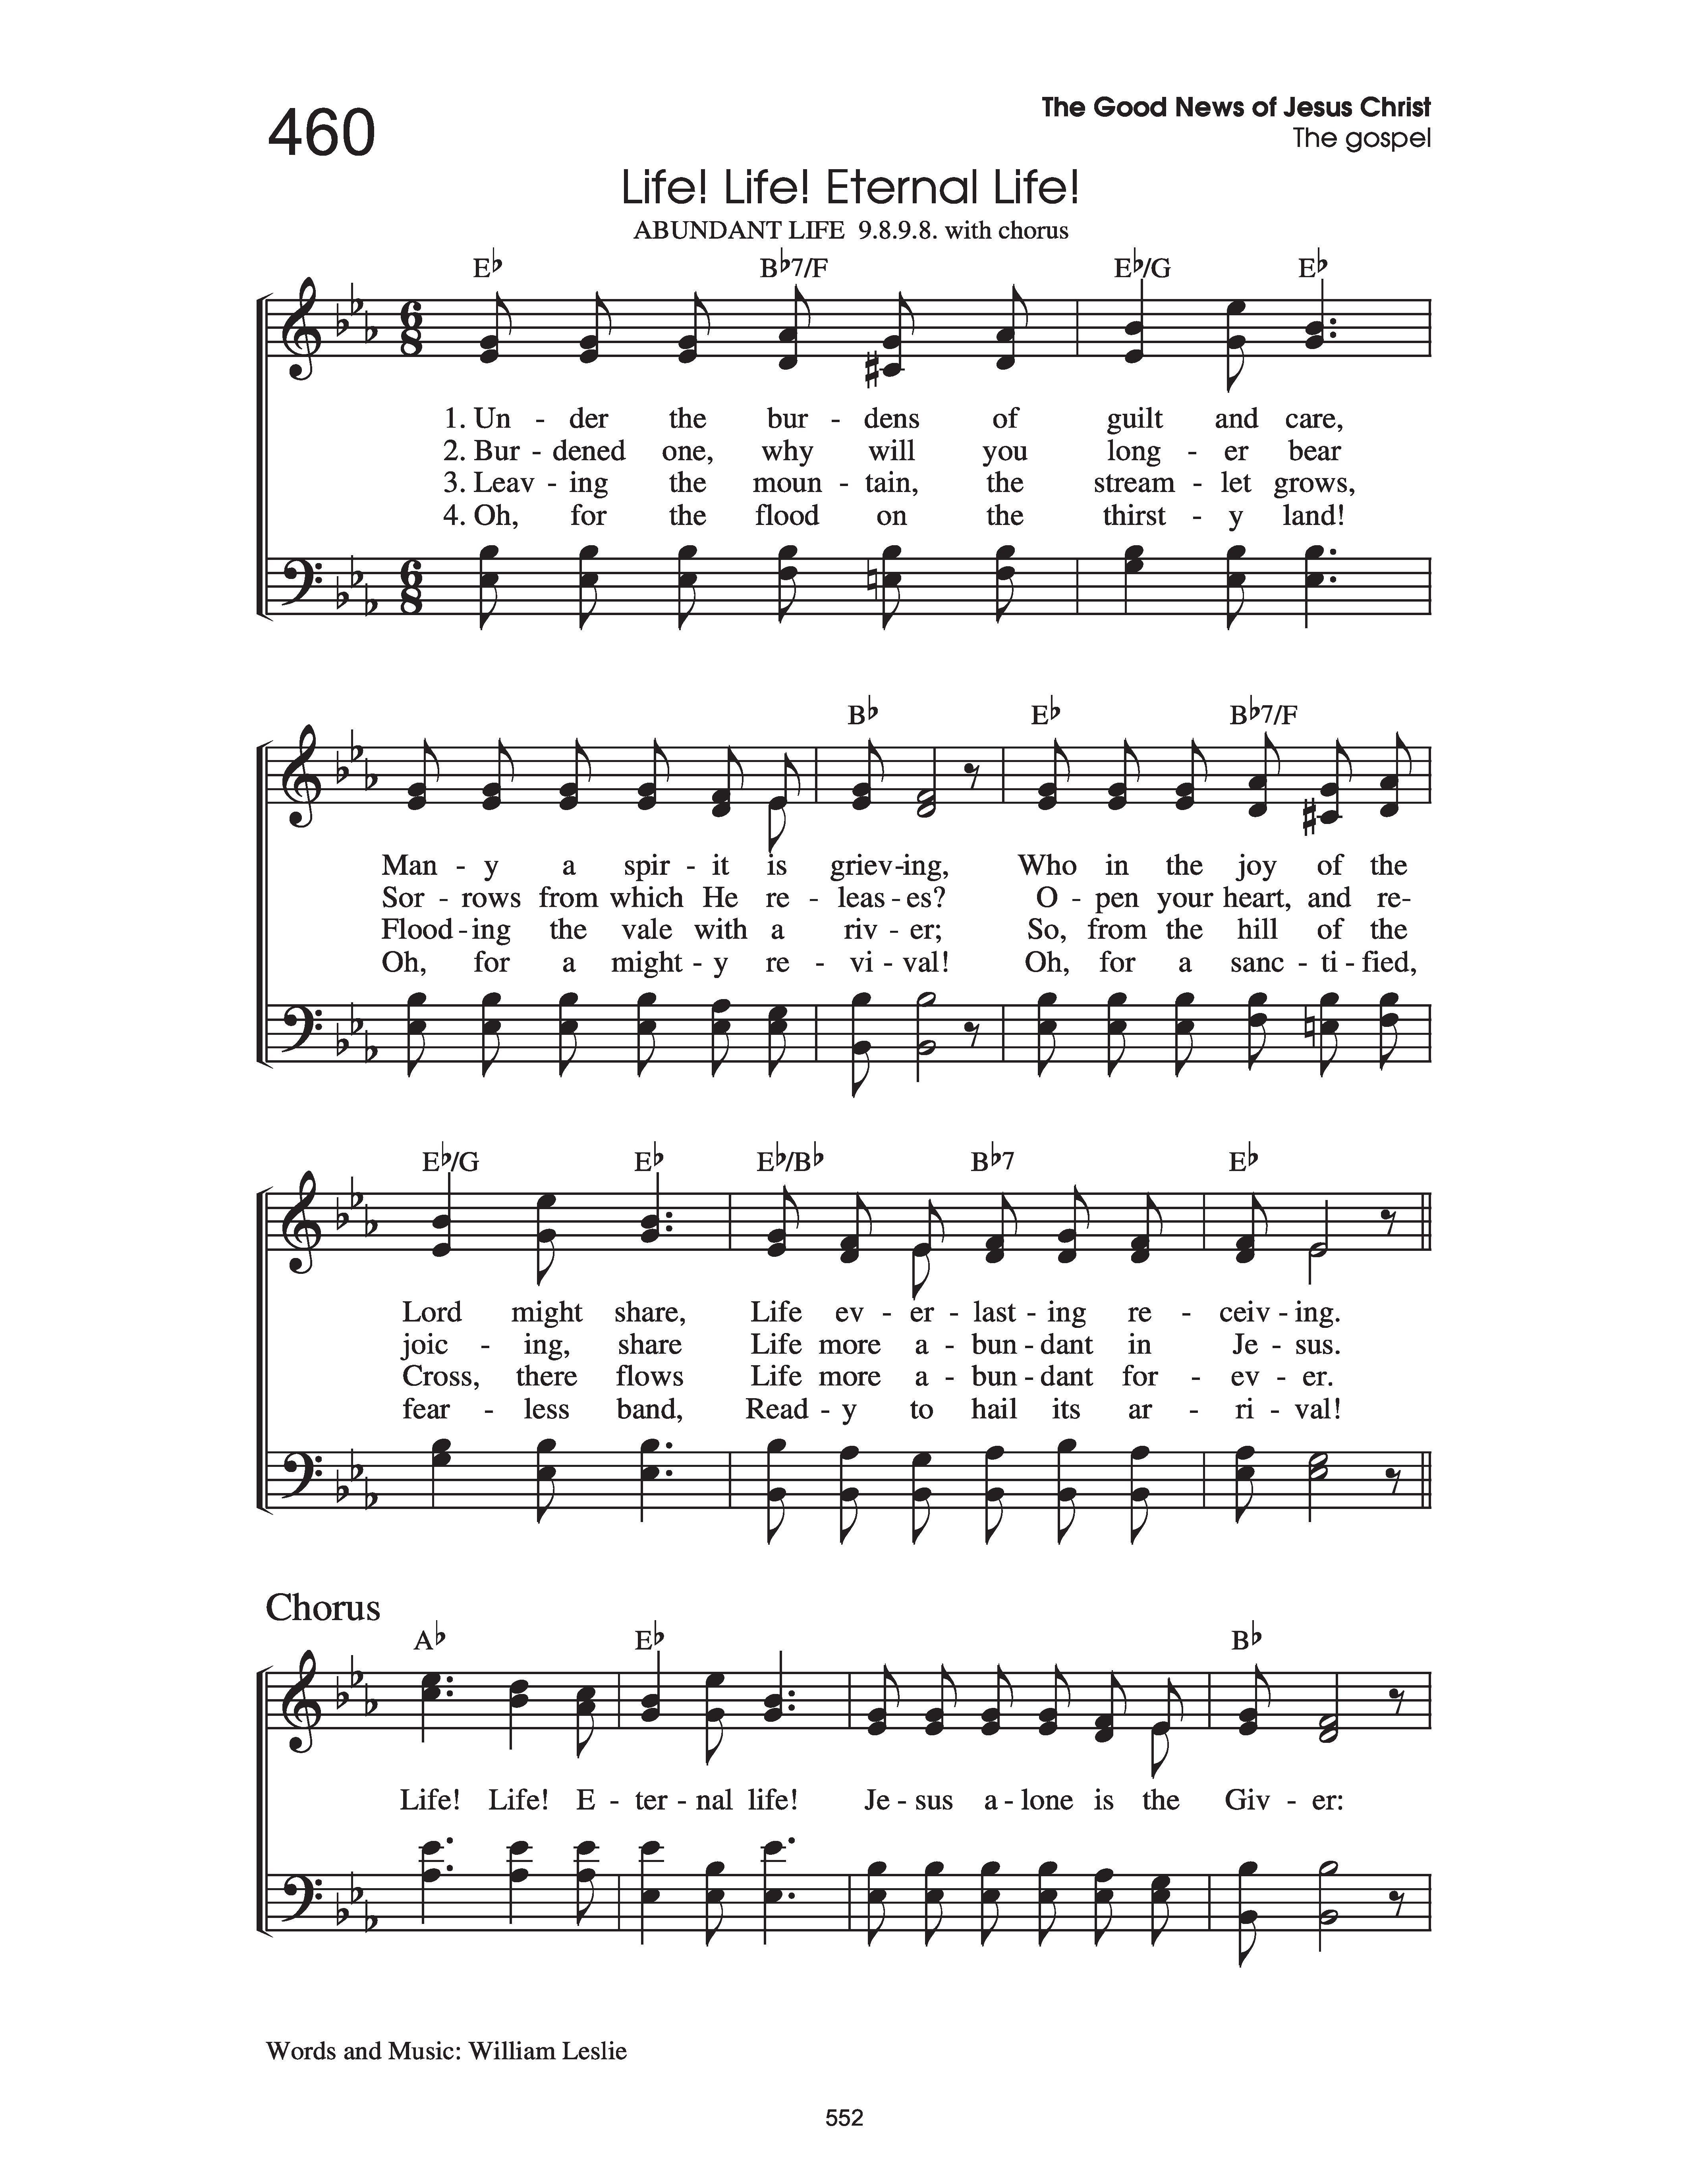 460
The Good News of Jesus Christ
The gospel
Life! Life! Eternal Life!
ABUNDANT LIFE 9.8.9.8. with chorus
E♭ B♭7/F E♭/G E♭
1. Un - der the bur - dens of guilt and care,
2. Bur - dened one, why will you long - er bear
3. Leav - ing the moun - tain, the stream - let grows,
4. Oh, for the flood on the thirst - y land!
B♭ E♭ B♭7/F
Man - y a spir - it is griev-ing, Who in the joy of the
Sor - rows from which He re - leas - es? O - pen your heart, and re-
Flood - ing the vale with a riv - er; So, from the hill of the
Oh, for a might - y re - vi - val! Oh, for a sanc - ti - fied,
E♭/G E♭ E♭/B♭ B♭7 E♭
Lord might share, Life ev - er - last - ing re - ceiv - ing.
joic - ing, share Life more a - bun - dant in Je - sus.
Cross, there flows Life more a - bun - dant for - ev - er.
fear - less band, Read - y to hail its ar - ri - val!
Chorus
A♭ E♭ B♭
Life! Life! E - ter - nal life! Je - sus a - lone is the Giv - er:
Words and Music: William Leslie
552